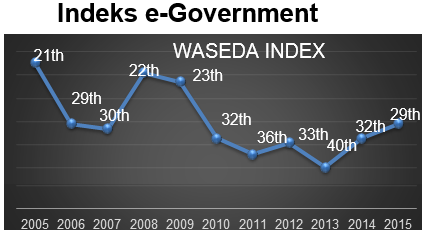 Indeks e-Government
WASEDA INDEX
21th
29th
30th
22th
23th
32th
36th
33th
40th
32th
29th
2005 2006 2007 2008 2009 2010 2011 2012 2013 2014 2015